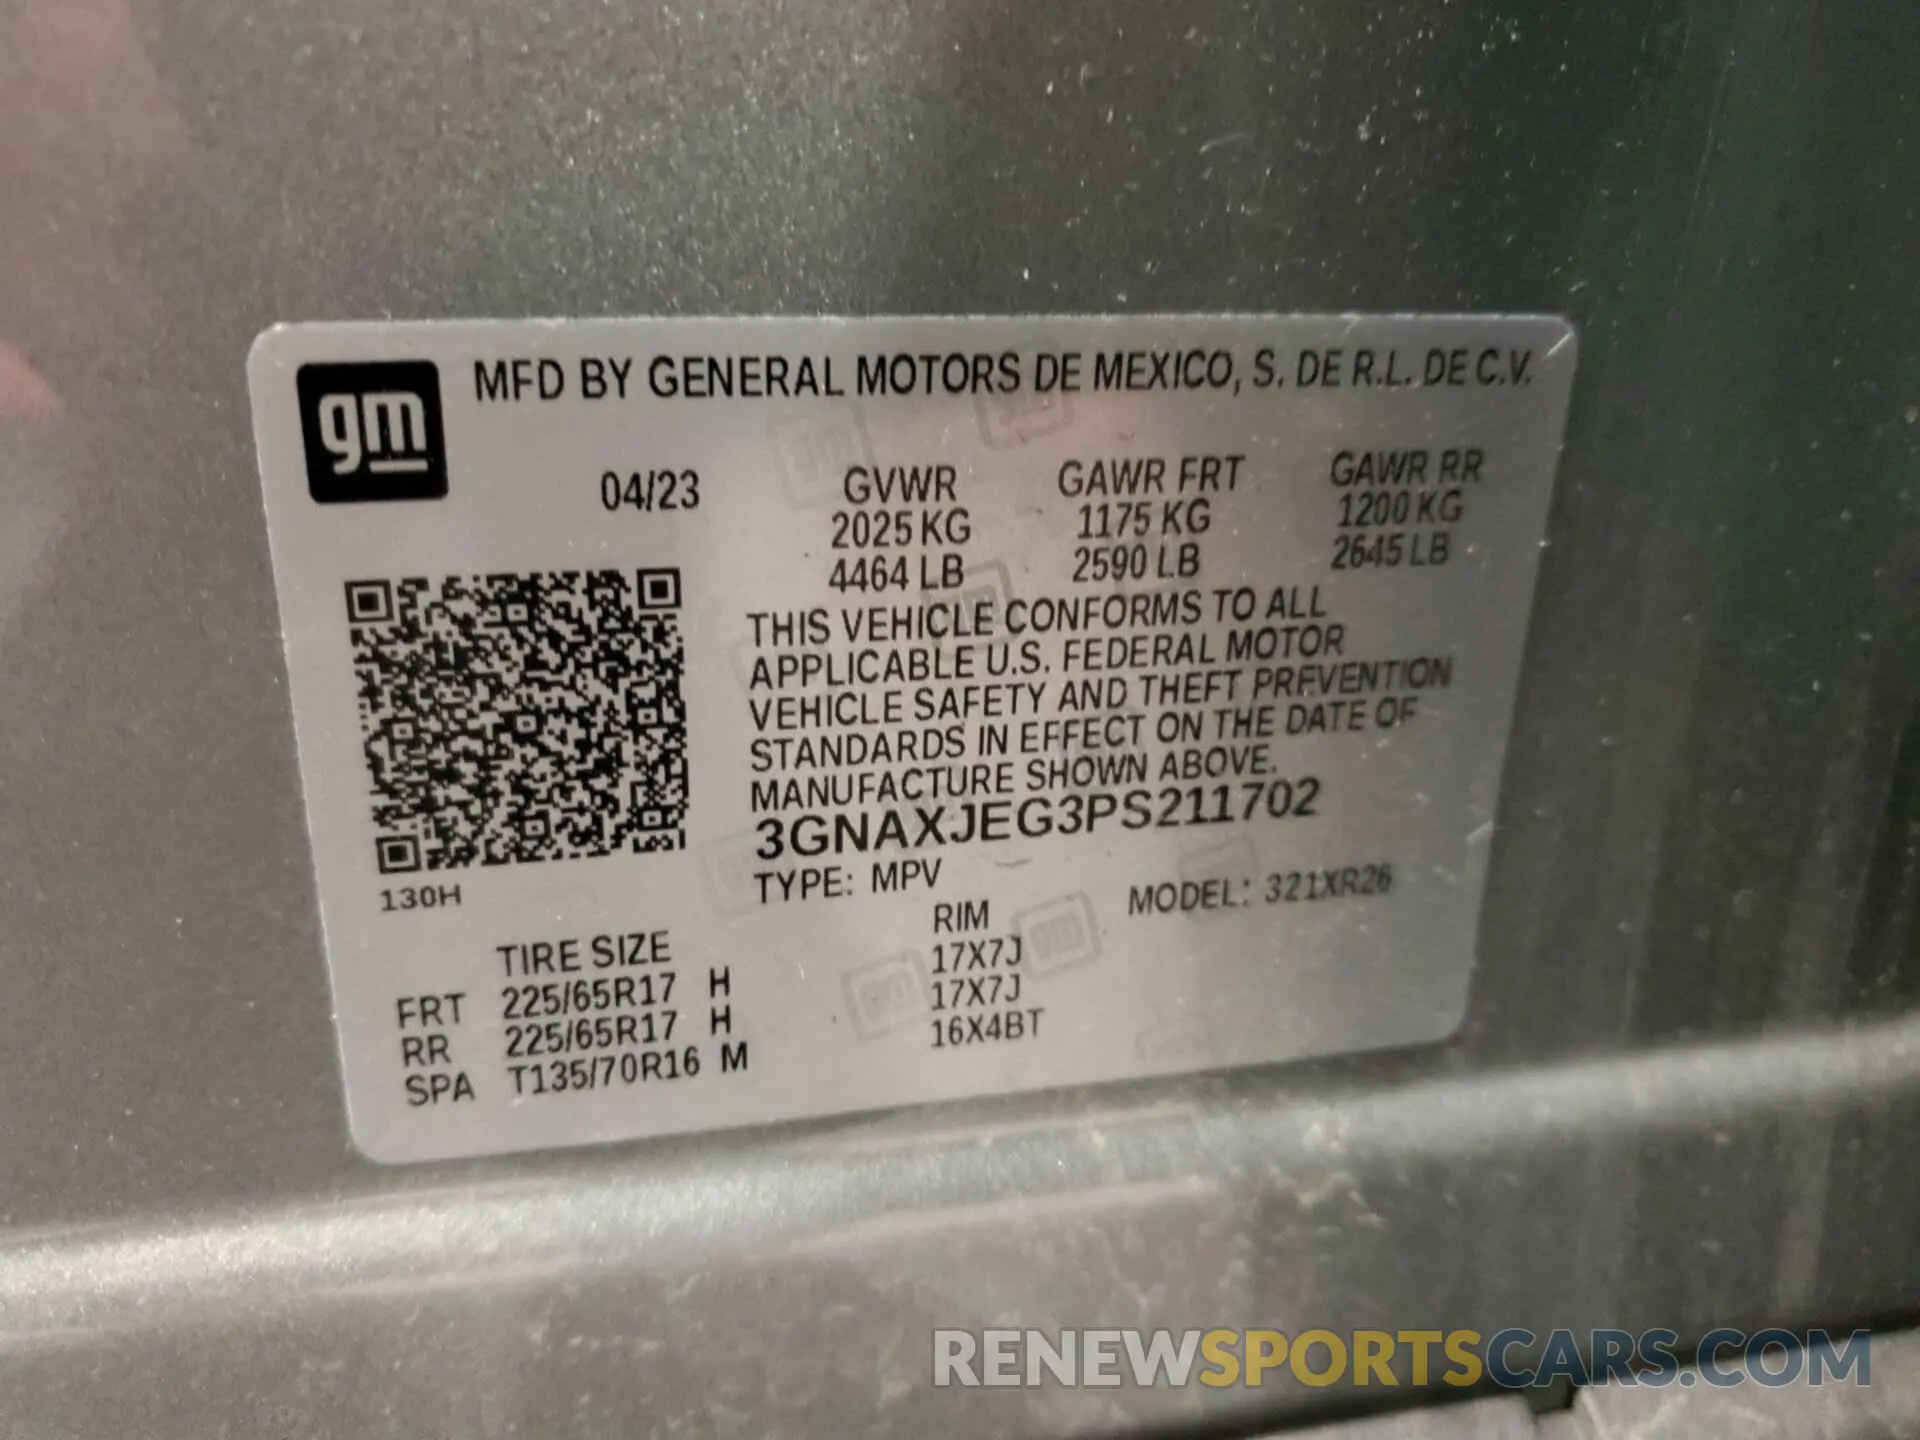 gm
MFD BY GENERAL MOTORS DE MEXICO, S. DE R.L. DE C.V.
04/23 GVWR GAWR FRT GAWR RR
2025 KG 1175 KG 1200 KG
4464 LB 2590 LB 2645 LB
THIS VEHICLE CONFORMS TO ALL
APPLICABLE U.S. FEDERAL MOTOR
VEHICLE SAFETY AND THEFT PREVENTION
STANDARDS IN EFFECT ON THE DATE OF
MANUFACTURE SHOWN ABOVE.
3GNAXJEG3PS211702
130H
TYPE: MPV MODEL: 321XR26
TIRE SIZE RIM
FRT 225/65R17 H 17X7J
RR 225/65R17 H 17X7J
SPA T135/70R16 M 16X4BT
RENEWSPORTSCARS.COM